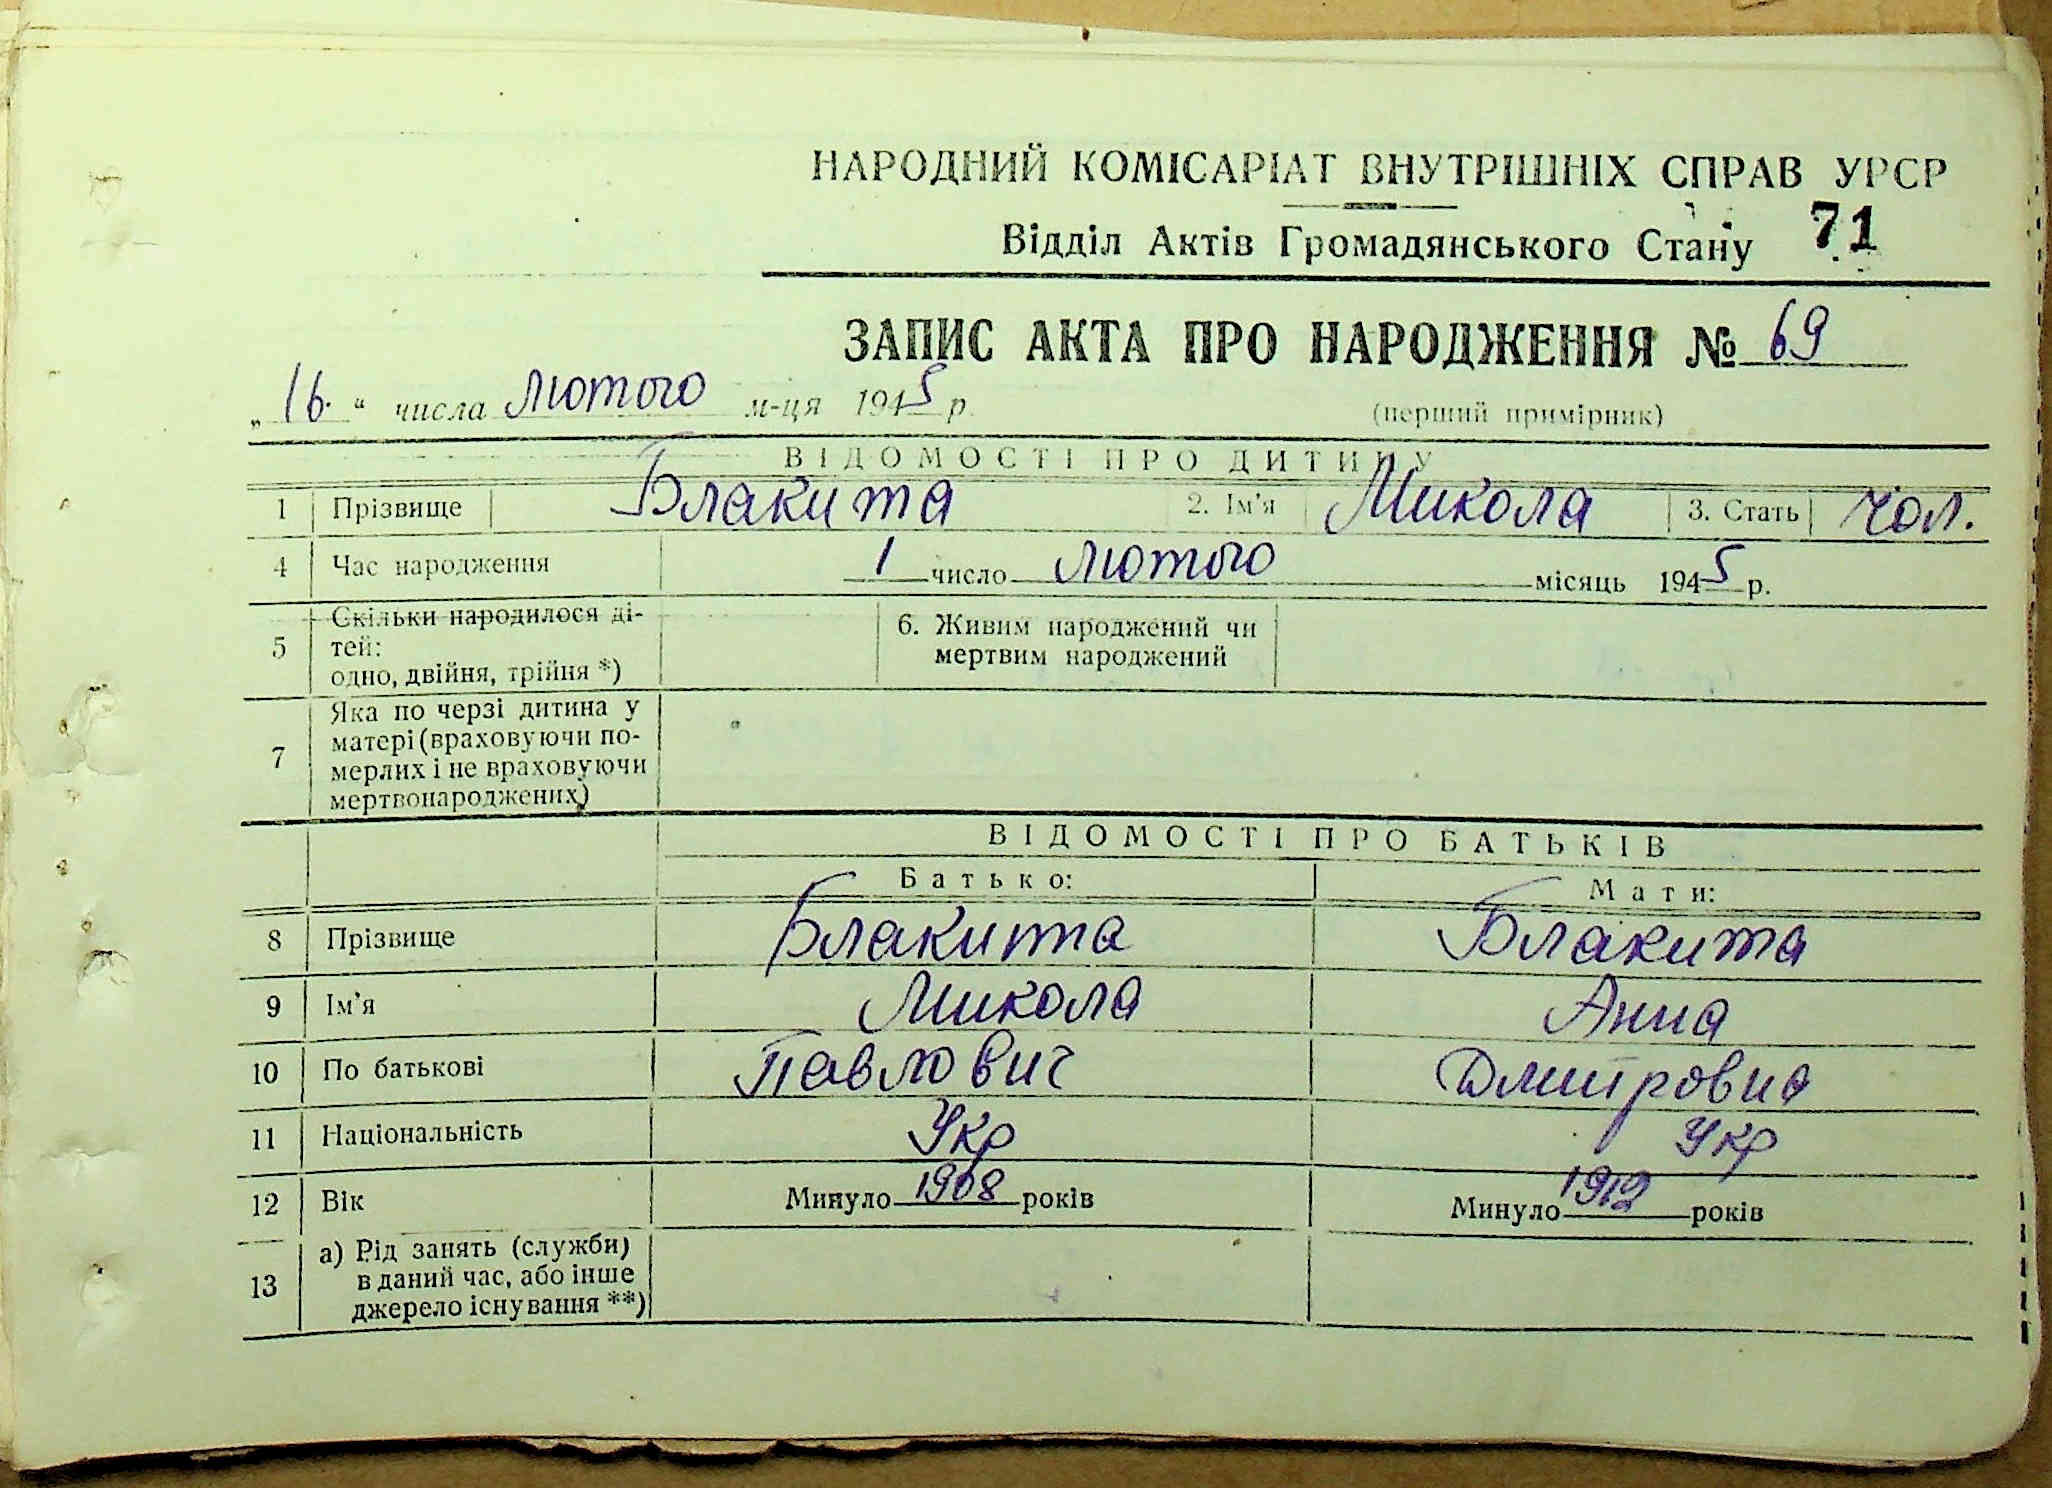 НАРОДНИЙ КОМІСАРІАТ ВНУТРІШНІХ СПРАВ УРСР
Відділ Актів Громадянського Стану 71
ЗАПИС АКТА ПРО НАРОДЖЕННЯ № 69
„16." числа лютого м-ця 1945 р.
(перший примірник)
ВІДОМОСТІ ПРО ДИТИНУ
1 Прізвище Блакита 2. Ім'я Микола 3. Стать чол.
4 Час народження 1 число лютого місяць 1945 р.
5 Скільки народилося ді-
тей:
одно, двійня, трійня *)
6. Живим народжений чи
мертвим народжений
7 Яка по черзі дитина у
матері (враховуючи по-
мерлих і не враховуючи
мертвонароджених)
ВІДОМОСТІ ПРО БАТЬКІВ
Батько: Мати:
8 Прізвище Блакита Блакита
9 Ім'я Микола Анна
10 По батькові Павлович Дмитровна
11 Національність Укр Укр
12 Вік Минуло 1908 років Минуло 1912 років
13 а) Рід занять (служби)
в даний час, або інше
джерело існування **)